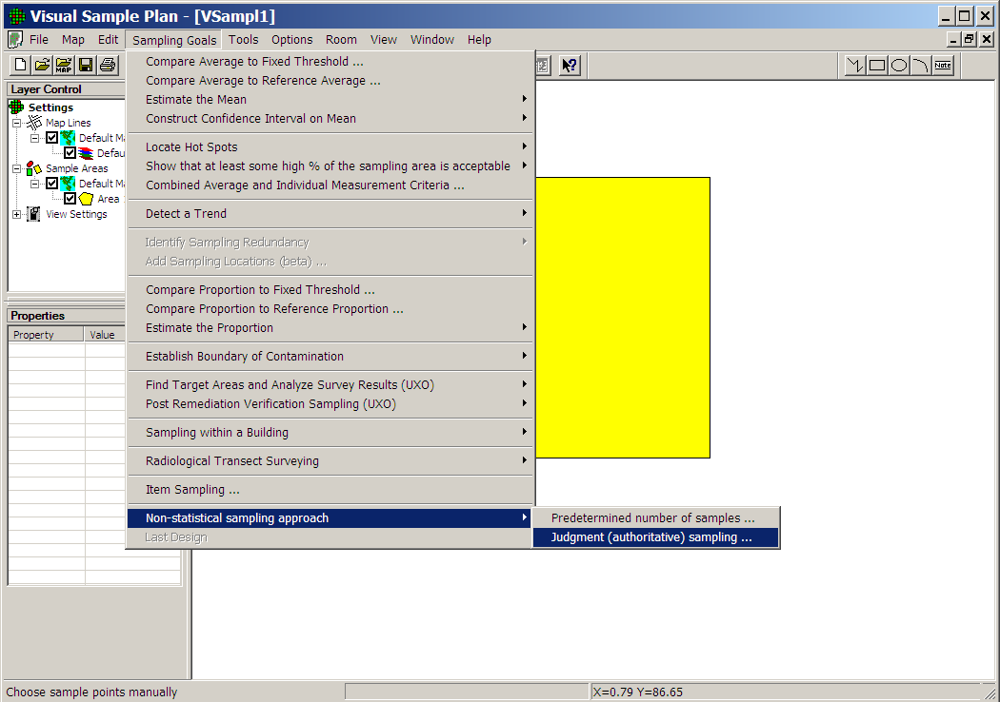 Visual Sample Plan - [VSampl1]
File Map Edit Sampling Goals Tools Options Room View Window Help
MAP
?
Note
Layer Control
Settings
Map Lines
Default Ma
Defau
Sample Areas
Default Ma
Area
View Settings
Properties
Property Value
Compare Average to Fixed Threshold ...
Compare Average to Reference Average ...
Estimate the Mean
Construct Confidence Interval on Mean
Locate Hot Spots
Show that at least some high % of the sampling area is acceptable
Combined Average and Individual Measurement Criteria ...
Detect a Trend
Identify Sampling Redundancy
Add Sampling Locations (beta) ...
Compare Proportion to Fixed Threshold ...
Compare Proportion to Reference Proportion ...
Estimate the Proportion
Establish Boundary of Contamination
Find Target Areas and Analyze Survey Results (UXO)
Post Remediation Verification Sampling (UXO)
Sampling within a Building
Radiological Transect Surveying
Item Sampling ...
Non-statistical sampling approach
Last Design
Predetermined number of samples ...
Judgment (authoritative) sampling ...
Choose sample points manually
X=0.79 Y=86.65